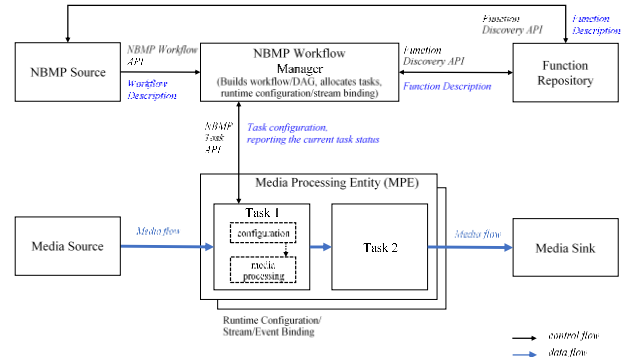 Function
Discovery API
Function
Description
NBMP Source
NBMP Workflow
API
Workflow
Description
NBMP Workflow
Manager
(Builds workflow/DAG, allocates tasks,
runtime configuration/stream binding)
Function
Discovery API
Function Description
Function
Repository
NBMP
Task
API
Task configuration,
reporting the current task status
Media Processing Entity (MPE)
Media Source
Media flow
Task 1
configuration
media
processing
Task 2
Media flow
Media Sink
Runtime Configuration/
Stream/Event Binding
control flow
data flow